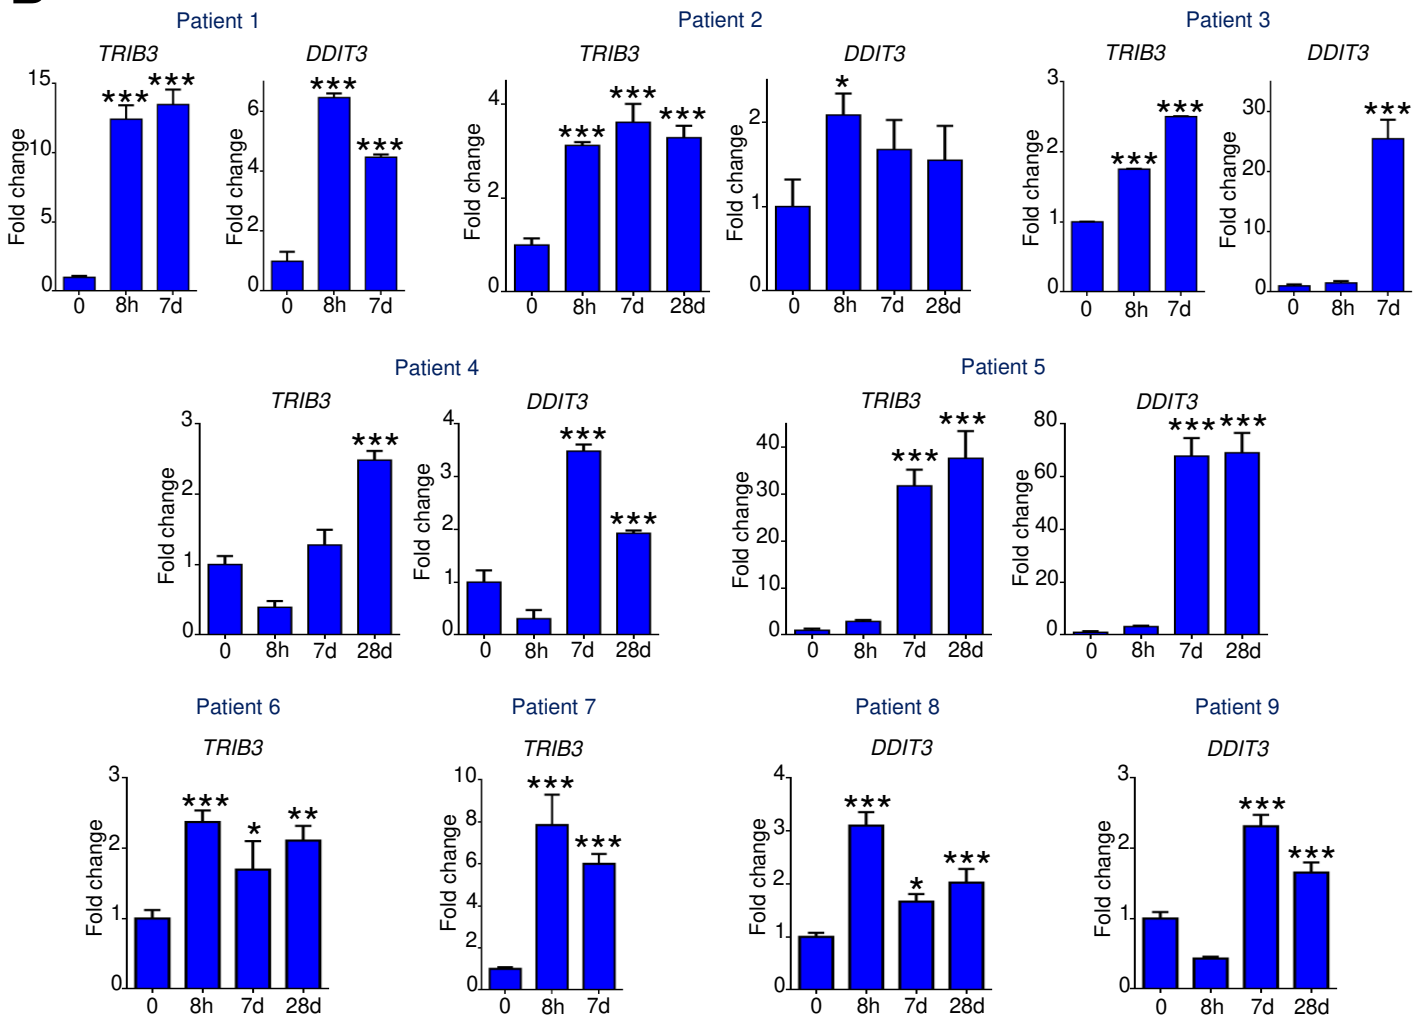 Patient 1
TRIB3
Fold change
15
10
5
0
***
***
0 8h 7d
DDIT3
Fold change
6
4
2
0
***
***
0 8h 7d
Patient 2
TRIB3
Fold change
4
2
0
***
***
***
0 8h 7d 28d
DDIT3
Fold change
2
1
0
*
0 8h 7d 28d
Patient 3
TRIB3
Fold change
3
2
1
0
***
***
0 8h 7d
DDIT3
Fold change
30
20
10
0
***
0 8h 7d
Patient 4
TRIB3
Fold change
3
2
1
0
***
0 8h 7d 28d
DDIT3
Fold change
4
3
2
1
0
***
***
0 8h 7d 28d
Patient 5
TRIB3
Fold change
40
30
20
10
0
***
***
0 8h 7d 28d
DDIT3
Fold change
80
60
40
20
0
***
***
0 8h 7d 28d
Patient 6
TRIB3
Fold change
3
2
1
0
***
*
**
0 8h 7d 28d
Patient 7
TRIB3
Fold change
10
8
6
4
2
0
***
***
0 8h 7d
Patient 8
DDIT3
Fold change
4
3
2
1
0
***
*
***
0 8h 7d 28d
Patient 9
DDIT3
Fold change
3
2
1
0
***
***
0 8h 7d 28d